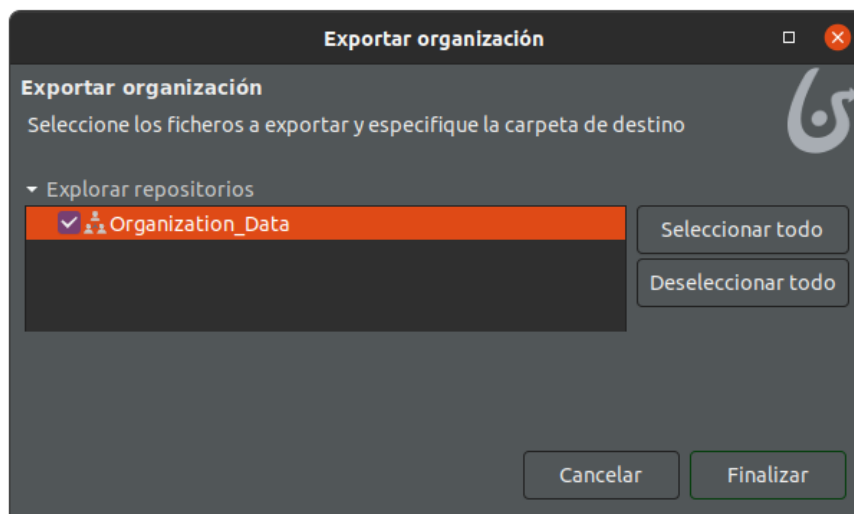 Exportar organización
Exportar organización
Seleccione los ficheros a exportar y especifique la carpeta de destino
Explorar repositorios
Organization_Data
Seleccionar todo
Deseleccionar todo
Cancelar
Finalizar